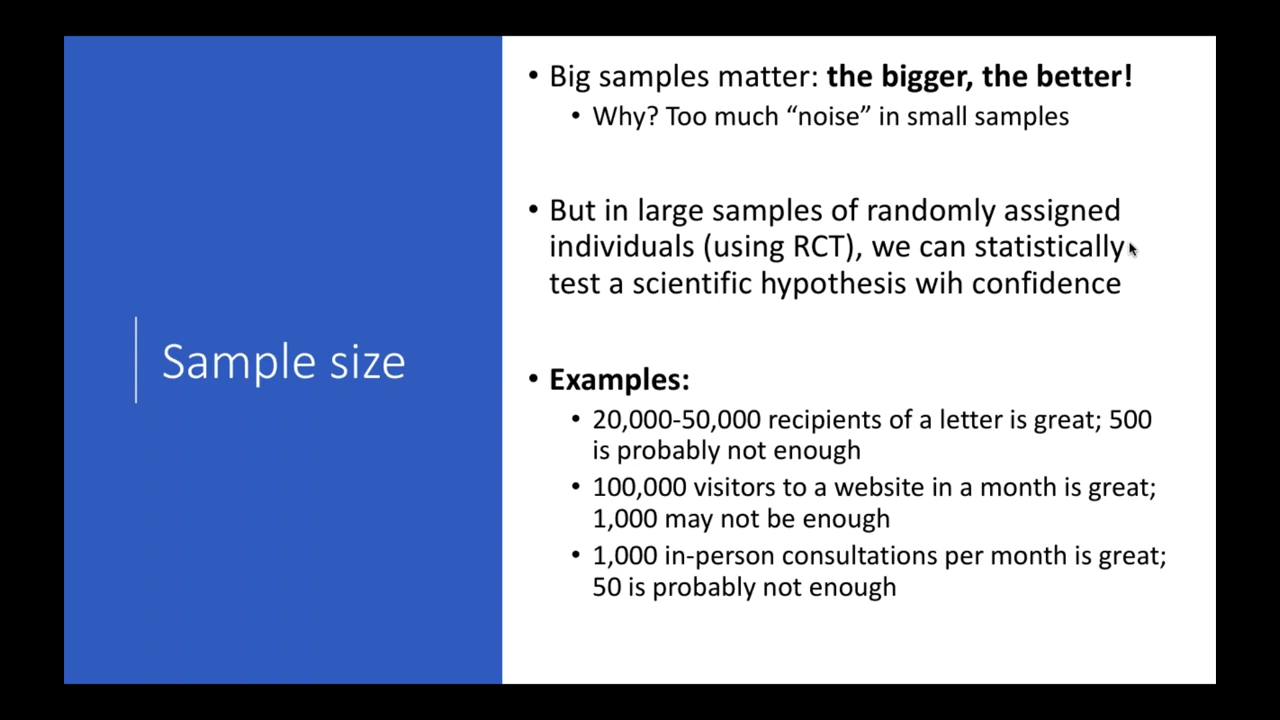 Sample size
• Big samples matter: the bigger, the better!
• Why? Too much “noise” in small samples
• But in large samples of randomly assigned
individuals (using RCT), we can statistically
test a scientific hypothesis wih confidence
• Examples:
• 20,000-50,000 recipients of a letter is great; 500
is probably not enough
• 100,000 visitors to a website in a month is great;
1,000 may not be enough
• 1,000 in-person consultations per month is great;
50 is probably not enough